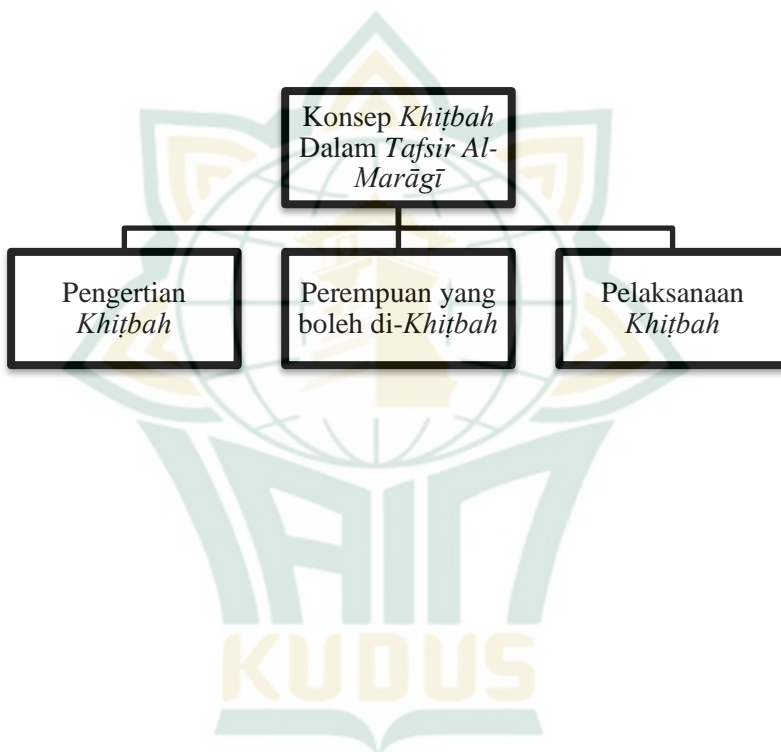 Konsep Khiṭbah
Dalam Tafsir Al-
Marāgī
Pengertian
Khiṭbah
Perempuan yang
boleh di-Khiṭbah
Pelaksanaan
Khiṭbah
IAIN
KUDUS